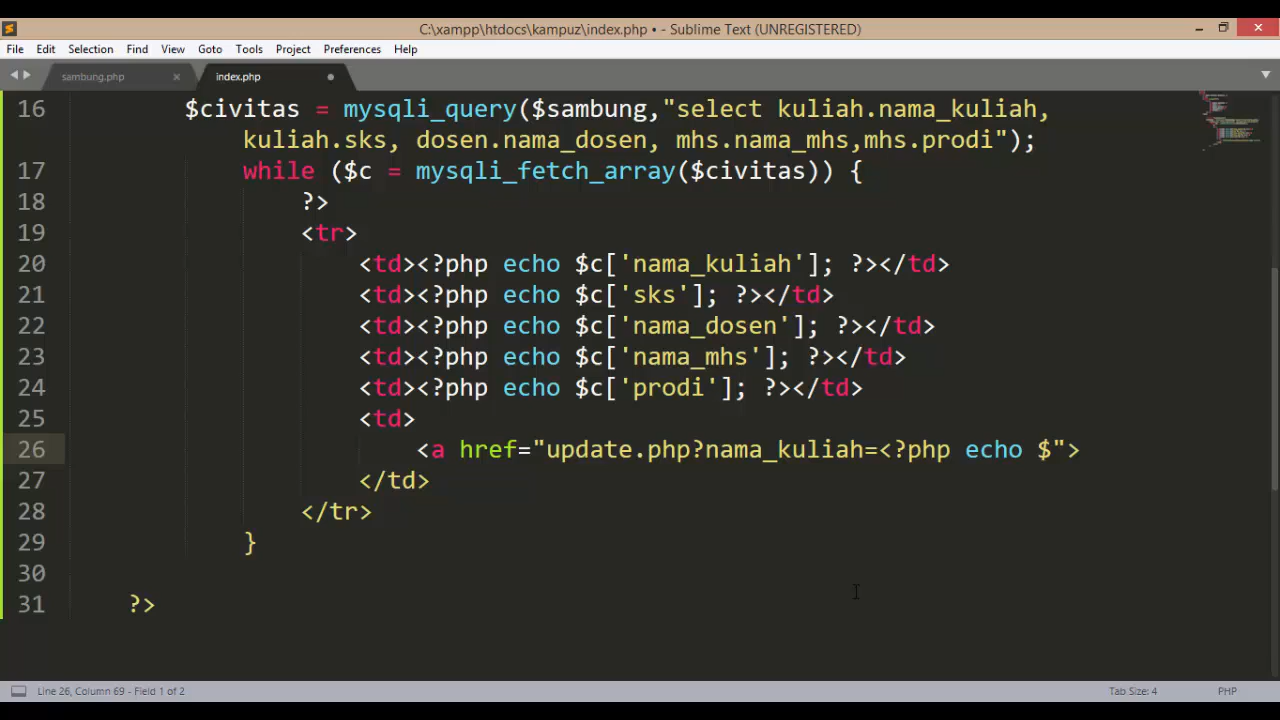 C:\xampp\htdocs\kampuz\index.php • - Sublime Text (UNREGISTERED)
File Edit Selection Find View Goto Tools Project Preferences Help
sambung.php × index.php
16 $civitas = mysqli_query($sambung,"select kuliah.nama_kuliah,
kuliah.sks, dosen.nama_dosen, mhs.nama_mhs,mhs.prodi");
17 while ($c = mysqli_fetch_array($civitas)) {
18 ?>
19 <tr>
20 <td><?php echo $c['nama_kuliah']; ?></td>
21 <td><?php echo $c['sks']; ?></td>
22 <td><?php echo $c['nama_dosen']; ?></td>
23 <td><?php echo $c['nama_mhs']; ?></td>
24 <td><?php echo $c['prodi']; ?></td>
25 <td>
26 <a href="update.php?nama_kuliah=<?php echo $">
27 </td>
28 </tr>
29 }
30
31 ?>
Line 26, Column 69 - Field 1 of 2 Tab Size: 4 PHP